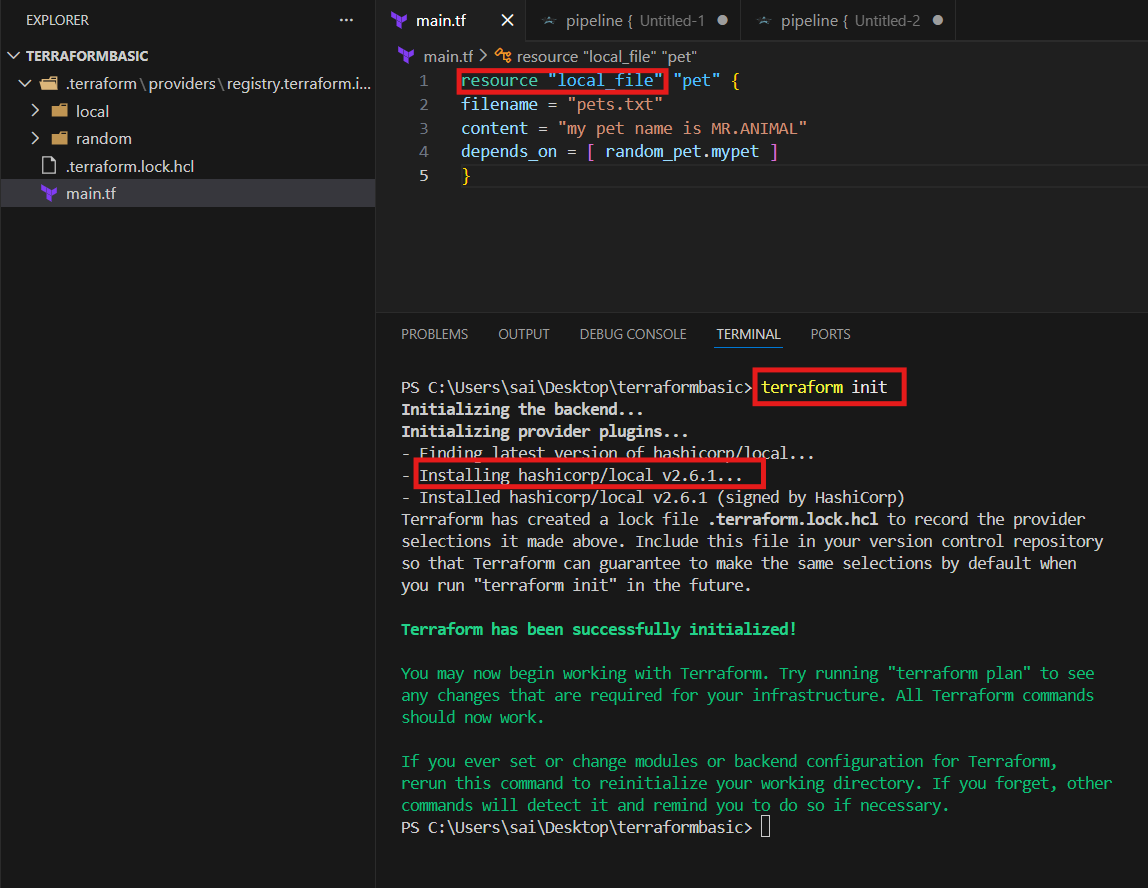 EXPLORER
...
TERRAFORMBASIC
.terraform\providers\registry.terraform.i...
local
random
.terraform.lock.hcl
main.tf
main.tf
pipeline { Untitled-1
pipeline { Untitled-2
main.tf > resource "local_file" "pet"
1 resource "local_file" "pet" {
2 filename = "pets.txt"
3 content = "my pet name is MR.ANIMAL"
4 depends_on = [ random_pet.mypet ]
5 }
PROBLEMS OUTPUT DEBUG CONSOLE TERMINAL PORTS
PS C:\Users\sai\Desktop\terraformbasic> terraform init
Initializing the backend...
Initializing provider plugins...
- Finding latest version of hashicorp/local...
- Installing hashicorp/local v2.6.1...
- Installed hashicorp/local v2.6.1 (signed by HashiCorp)
Terraform has created a lock file .terraform.lock.hcl to record the provider
selections it made above. Include this file in your version control repository
so that Terraform can guarantee to make the same selections by default when
you run "terraform init" in the future.
Terraform has been successfully initialized!
You may now begin working with Terraform. Try running "terraform plan" to see
any changes that are required for your infrastructure. All Terraform commands
should now work.
If you ever set or change modules or backend configuration for Terraform,
rerun this command to reinitialize your working directory. If you forget, other
commands will detect it and remind you to do so if necessary.
PS C:\Users\sai\Desktop\terraformbasic>